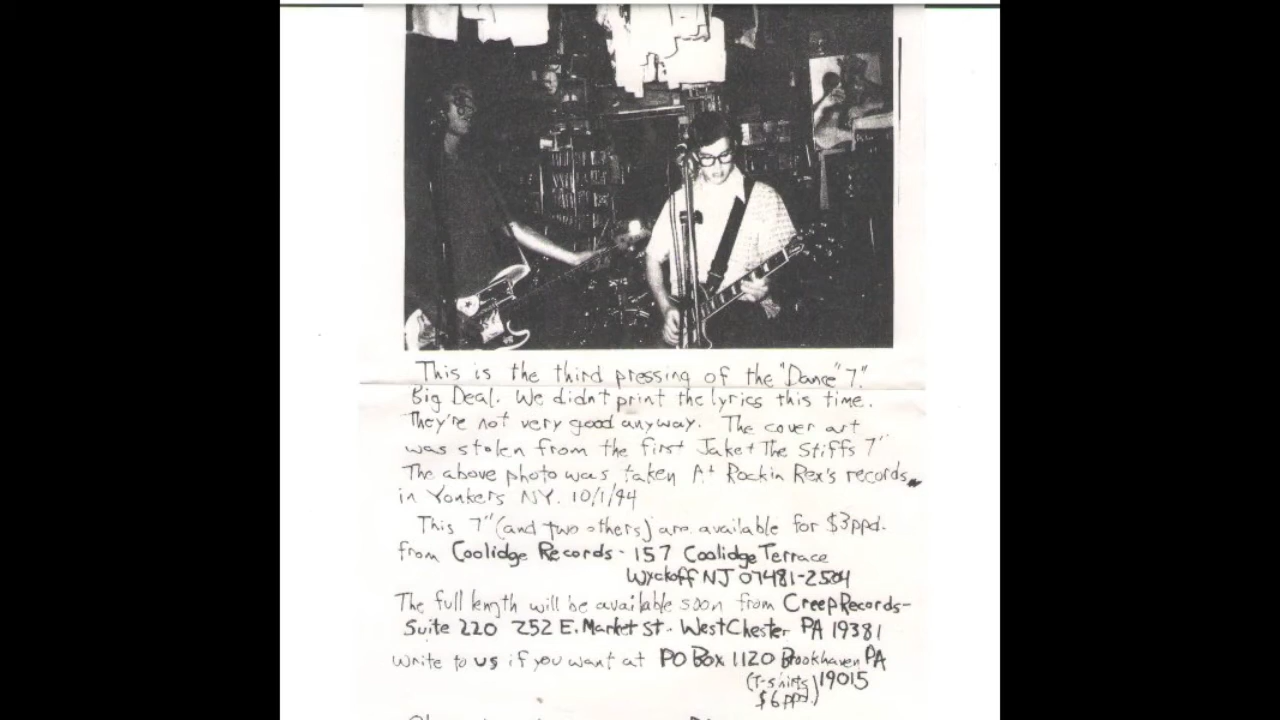 This is the third pressing of the "Dance" 7."
Big Deal. We didn't print the lyrics this time.
They're not very good anyway. The cover art
was stolen from the first Jake+The Stiffs 7"
The above photo was taken At Rockin Rex's records
in Yonkers NY. 10/1/94
This 7" (and two others) are available for $3ppd.
from Coolidge Records - 157 Coolidge Terrace
Wyckoff NJ 07481-2504
The full length will be available soon from Creep Records-
Suite 220 252 E. Market St. West Chester PA 19381
write to us if you want at PO Box 1120 Brookhaven PA
(T-shirts 19015
$6ppd.)